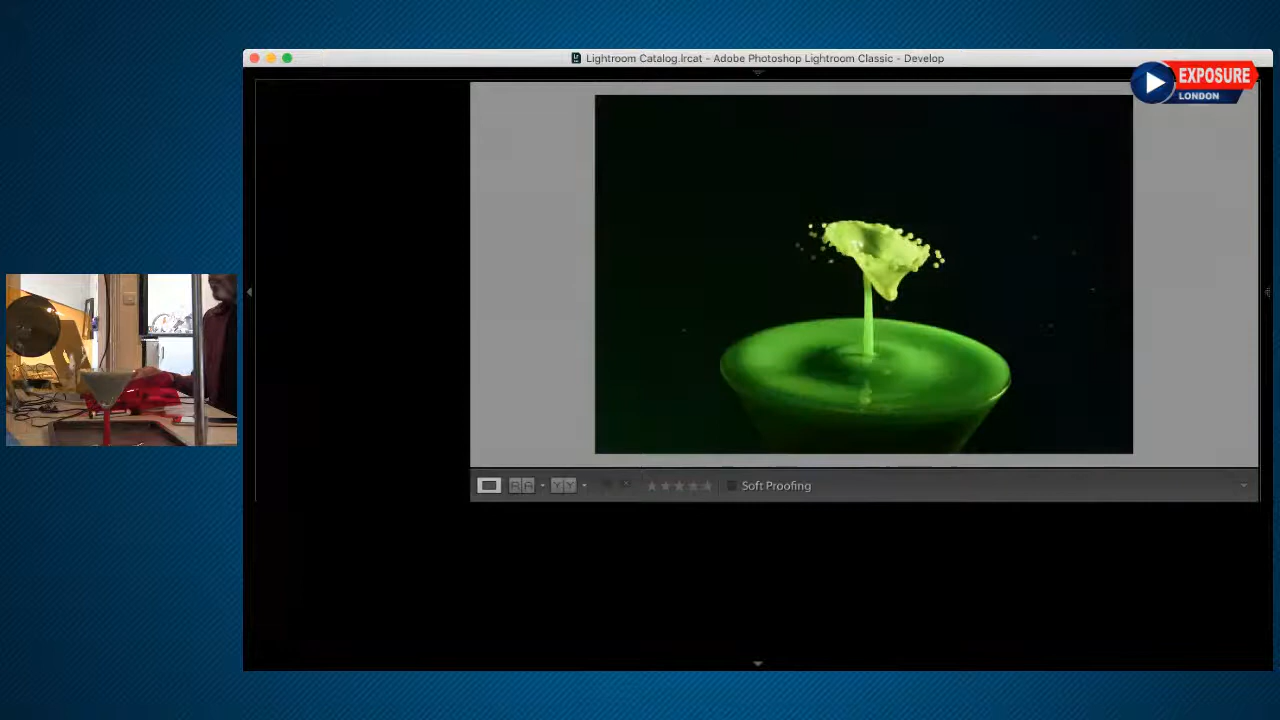 Lightroom Catalog.lrcat - Adobe Photoshop Lightroom Classic - Develop
EXPOSURE
LONDON
Soft Proofing